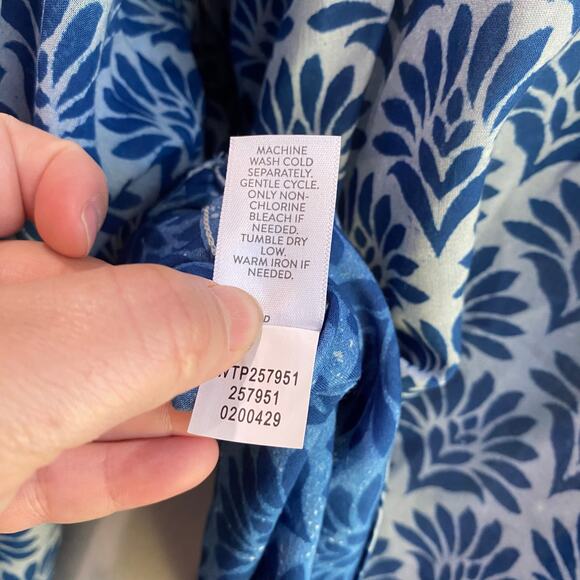 MACHINE
WASH COLD
SEPARATELY.
GENTLE CYCLE.
ONLY NON-
CHLORINE
BLEACH IF
NEEDED.
TUMBLE DRY
LOW.
WARM IRON IF
NEEDED.
D
VTP257951
257951
0200429